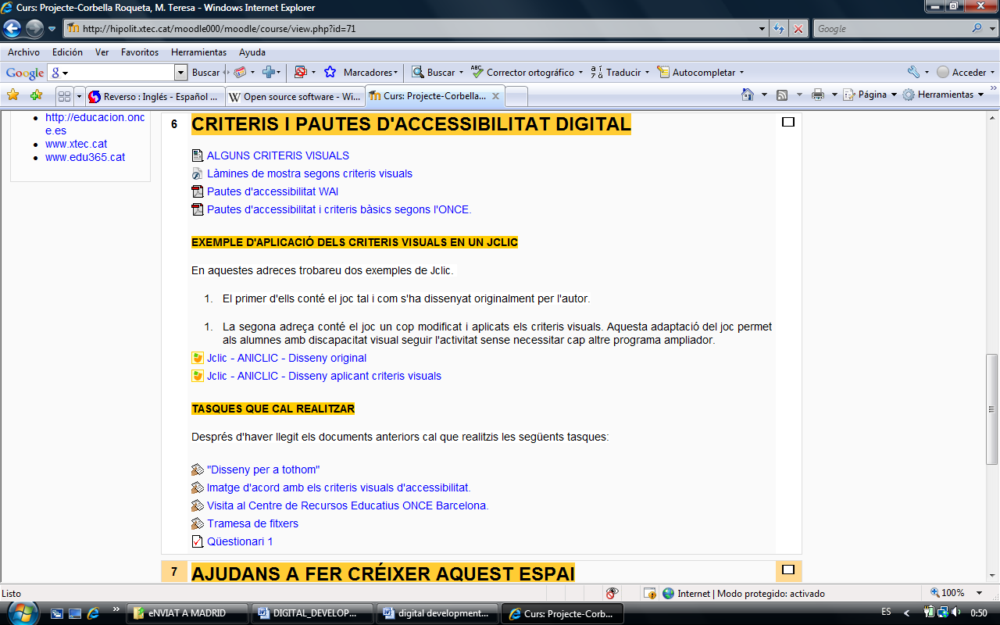 Curs: Projecte-Corbella Roqueta, M. Teresa - Windows Internet Explorer
http://hipolit.xtec.cat/moodle000/moodle/course/view.php?id=71
Google
Archivo Edición Ver Favoritos Herramientas Ayuda
Google g Buscar Marcadores Buscar ABC Corrector ortográfico Traducir Autocompletar Acceder
Reverso : Inglés - Español ... W Open source software - Wi... Curs: Projecte-Corbella... Página Herramientas
http://educacion.onc
e.es
www.xtec.cat
www.edu365.cat
6 CRITERIS I PAUTES D'ACCESSIBILITAT DIGITAL
ALGUNS CRITERIS VISUALS
Làmines de mostra segons criteris visuals
Pautes d'accessibilitat WAI
Pautes d'accessibilitat i criteris bàsics segons l'ONCE.
EXEMPLE D'APLICACIÓ DELS CRITERIS VISUALS EN UN JCLIC
En aquestes adreces trobareu dos exemples de Jclic.
1. El primer d'ells conté el joc tal i com s'ha dissenyat originalment per l'autor.
1. La segona adreça conté el joc un cop modificat i aplicats els criteris visuals. Aquesta adaptació del joc permet
als alumnes amb discapacitat visual seguir l'activitat sense necessitar cap altre programa ampliador.
Jclic - ANICLIC - Disseny original
Jclic - ANICLIC - Disseny aplicant criteris visuals
TASQUES QUE CAL REALITZAR
Després d'haver llegit els documents anteriors cal que realitzis les següents tasques:
"Disseny per a tothom"
Imatge d'acord amb els criteris visuals d'accessibilitat.
Visita al Centre de Recursos Educatius ONCE Barcelona.
Tramesa de fitxers
Qüestionari 1
7 AJUDANS A FER CRÉIXER AQUEST ESPAI
Listo Internet | Modo protegido: activado 100%
eNVIAT A MADRID DIGITAL_DEVELOP... digital development... Curs: Projecte-Corb... ES 0:50